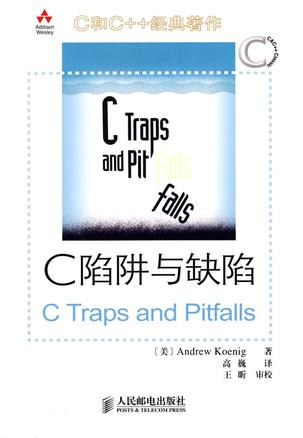 Addison
Wesley
C和C++经典著作
C
C&C++ Classic
C Traps
and Pitfalls
falls
C陷阱与缺陷
C Traps and Pitfalls
〔美〕Andrew Koenig 著
高巍 译
王昕 审校
人民邮电出版社
POSTS & TELECOM PRESS